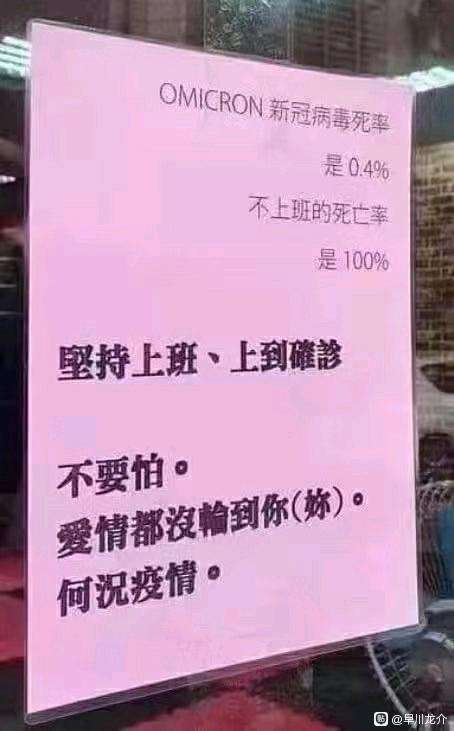 OMICRON 新冠病毒死率
是 0.4%
不上班的死亡率
是 100%
堅持上班、上到確診
不要怕。
愛情都沒輪到你(妳)。
何況疫情。
贴 @早川龙介